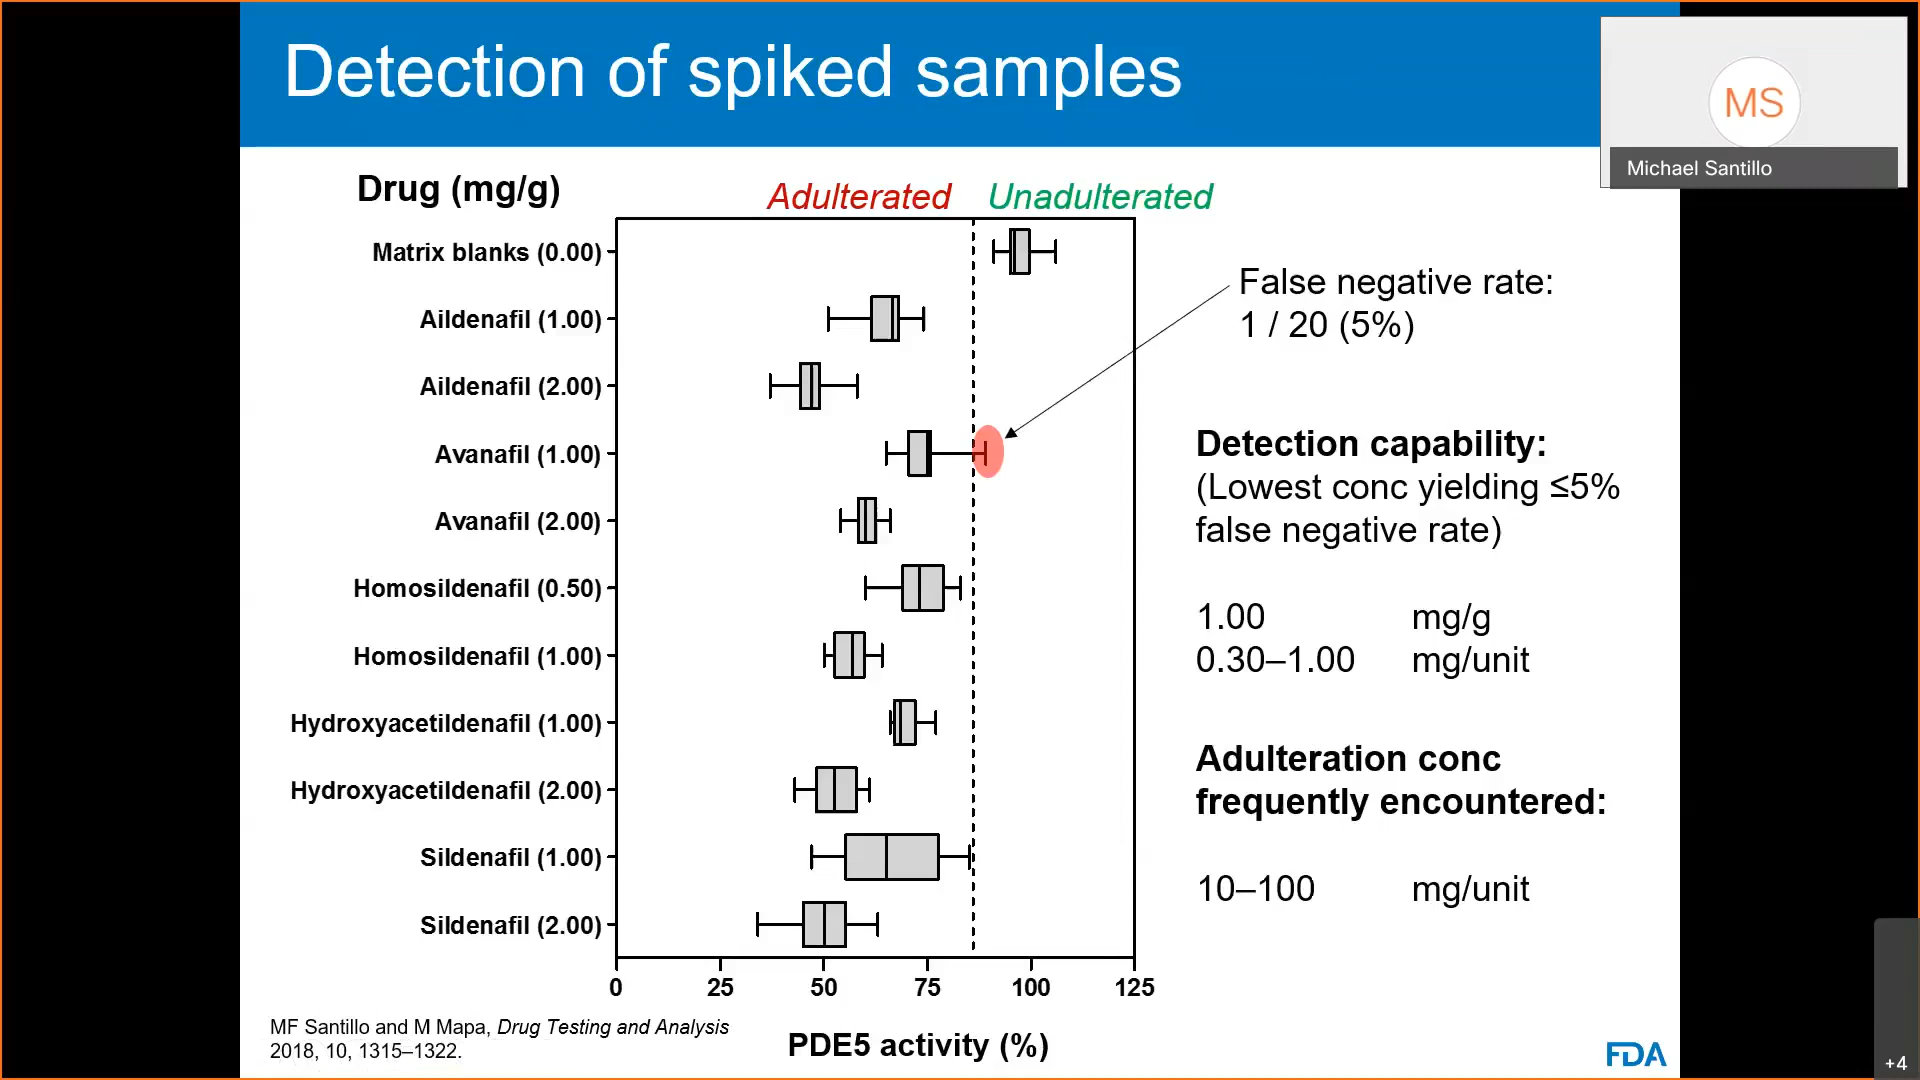 Detection of spiked samples
MS
Michael Santillo
Drug (mg/g)
Adulterated
Unadulterated
Matrix blanks (0.00)
Aildenafil (1.00)
Aildenafil (2.00)
Avanafil (1.00)
Avanafil (2.00)
Homosildenafil (0.50)
Homosildenafil (1.00)
Hydroxyacetildenafil (1.00)
Hydroxyacetildenafil (2.00)
Sildenafil (1.00)
Sildenafil (2.00)
0 25 50 75 100 125
PDE5 activity (%)
False negative rate:
1 / 20 (5%)
Detection capability:
(Lowest conc yielding ≤5%
false negative rate)
1.00 mg/g
0.30–1.00 mg/unit
Adulteration conc
frequently encountered:
10–100 mg/unit
MF Santillo and M Mapa, Drug Testing and Analysis
2018, 10, 1315–1322.
FDA
+4